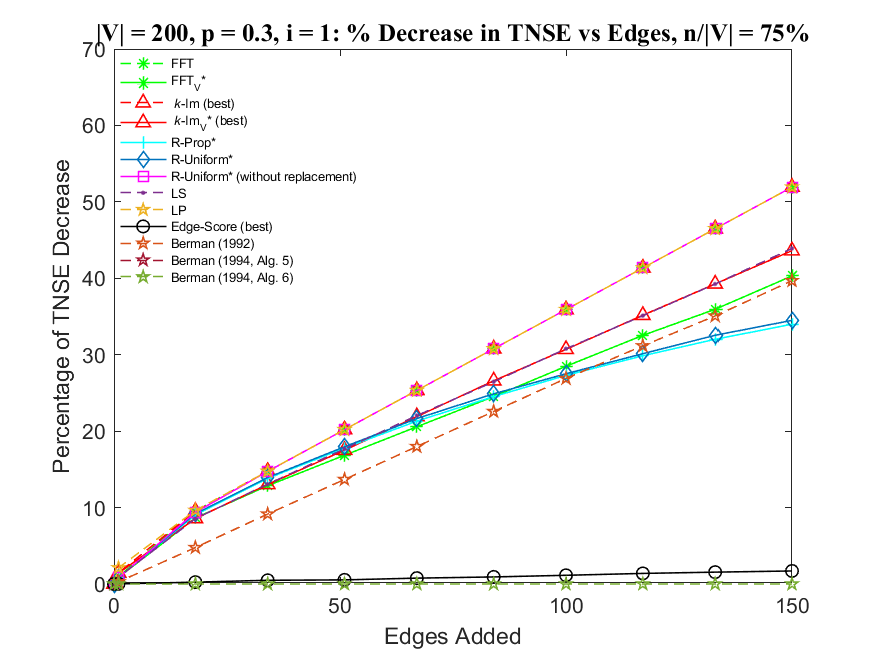 |V| = 200, p = 0.3, i = 1: % Decrease in TNSE vs Edges, n/|V| = 75%
70
60
50
40
30
20
10
0
Percentage of TNSE Decrease
FFT
FFT_V*
k-lm (best)
k-lm_V* (best)
R-Prop*
R-Uniform*
R-Uniform* (without replacement)
LS
LP
Edge-Score (best)
Berman (1992)
Berman (1994, Alg. 5)
Berman (1994, Alg. 6)
0
50
100
150
Edges Added